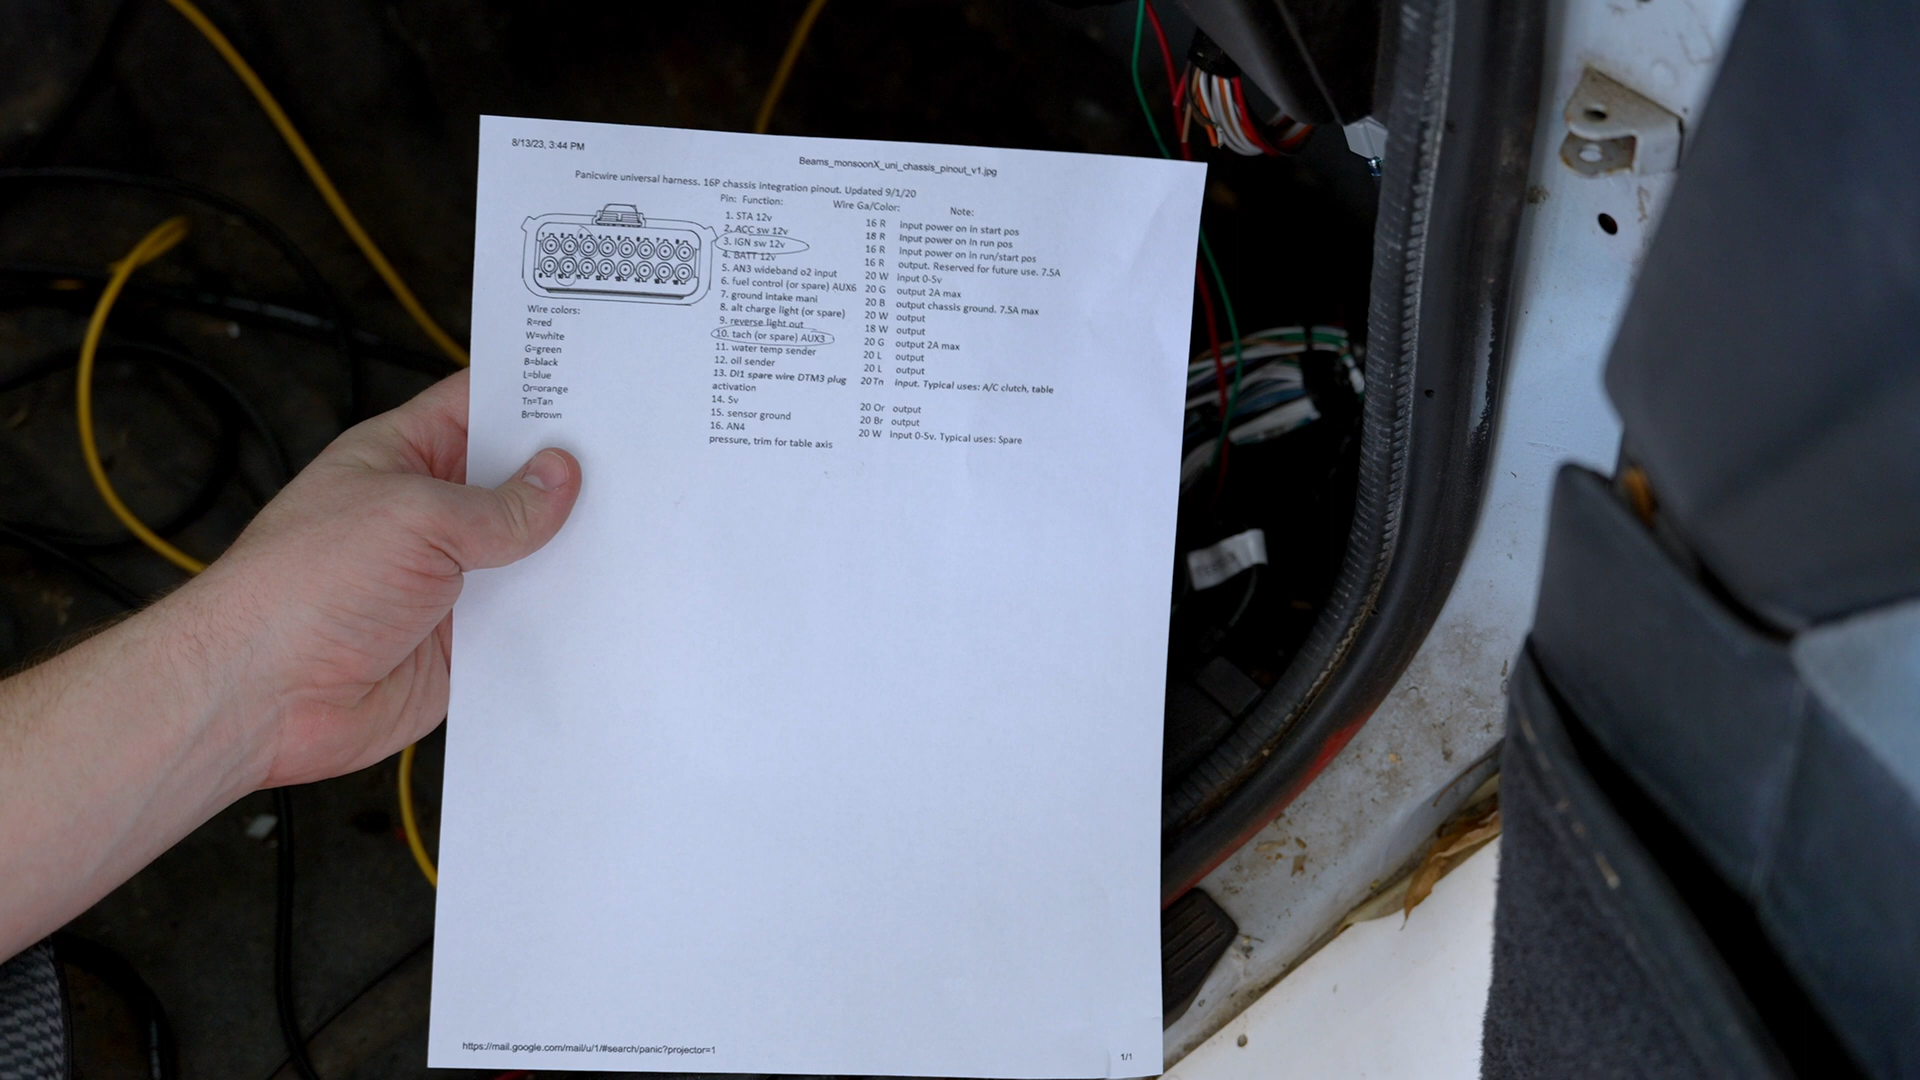 8/13/23, 3:44 PM
Beams_monsoonX_uni_chassis_pinout_v1.jpg
Panicwire universal harness. 16P chassis integration pinout. Updated 9/1/20
Pin: Function: Wire Ga/Color: Note:
1. STA 12v 16 R Input power on in start pos
2. ACC sw 12v 18 R Input power on in run pos
3. IGN sw 12v 16 R Input power on in run/start pos
4. BATT 12v 16 R output. Reserved for future use. 7.5A
5. AN3 wideband o2 input 20 W input 0-5v
6. fuel control (or spare) AUX6 20 G output 2A max
7. ground intake mani 20 B output chassis ground. 7.5A max
8. alt charge light (or spare) 20 W output
9. reverse light out 18 W output
10. tach (or spare) AUX3 20 G output 2A max
11. water temp sender 20 L output
12. oil sender 20 L output
13. DI1 spare wire DTM3 plug 20 Tn Input. Typical uses: A/C clutch, table
activation
14. 5v 20 Or output
15. sensor ground 20 Br output
16. AN4 20 W Input 0-5v. Typical uses: Spare
pressure, trim for table axis
Wire colors:
R=red
W=white
G=green
B=black
L=blue
Or=orange
Tn=Tan
Br=brown
https://mail.google.com/mail/u/1/#search/panic?projector=1
1/1